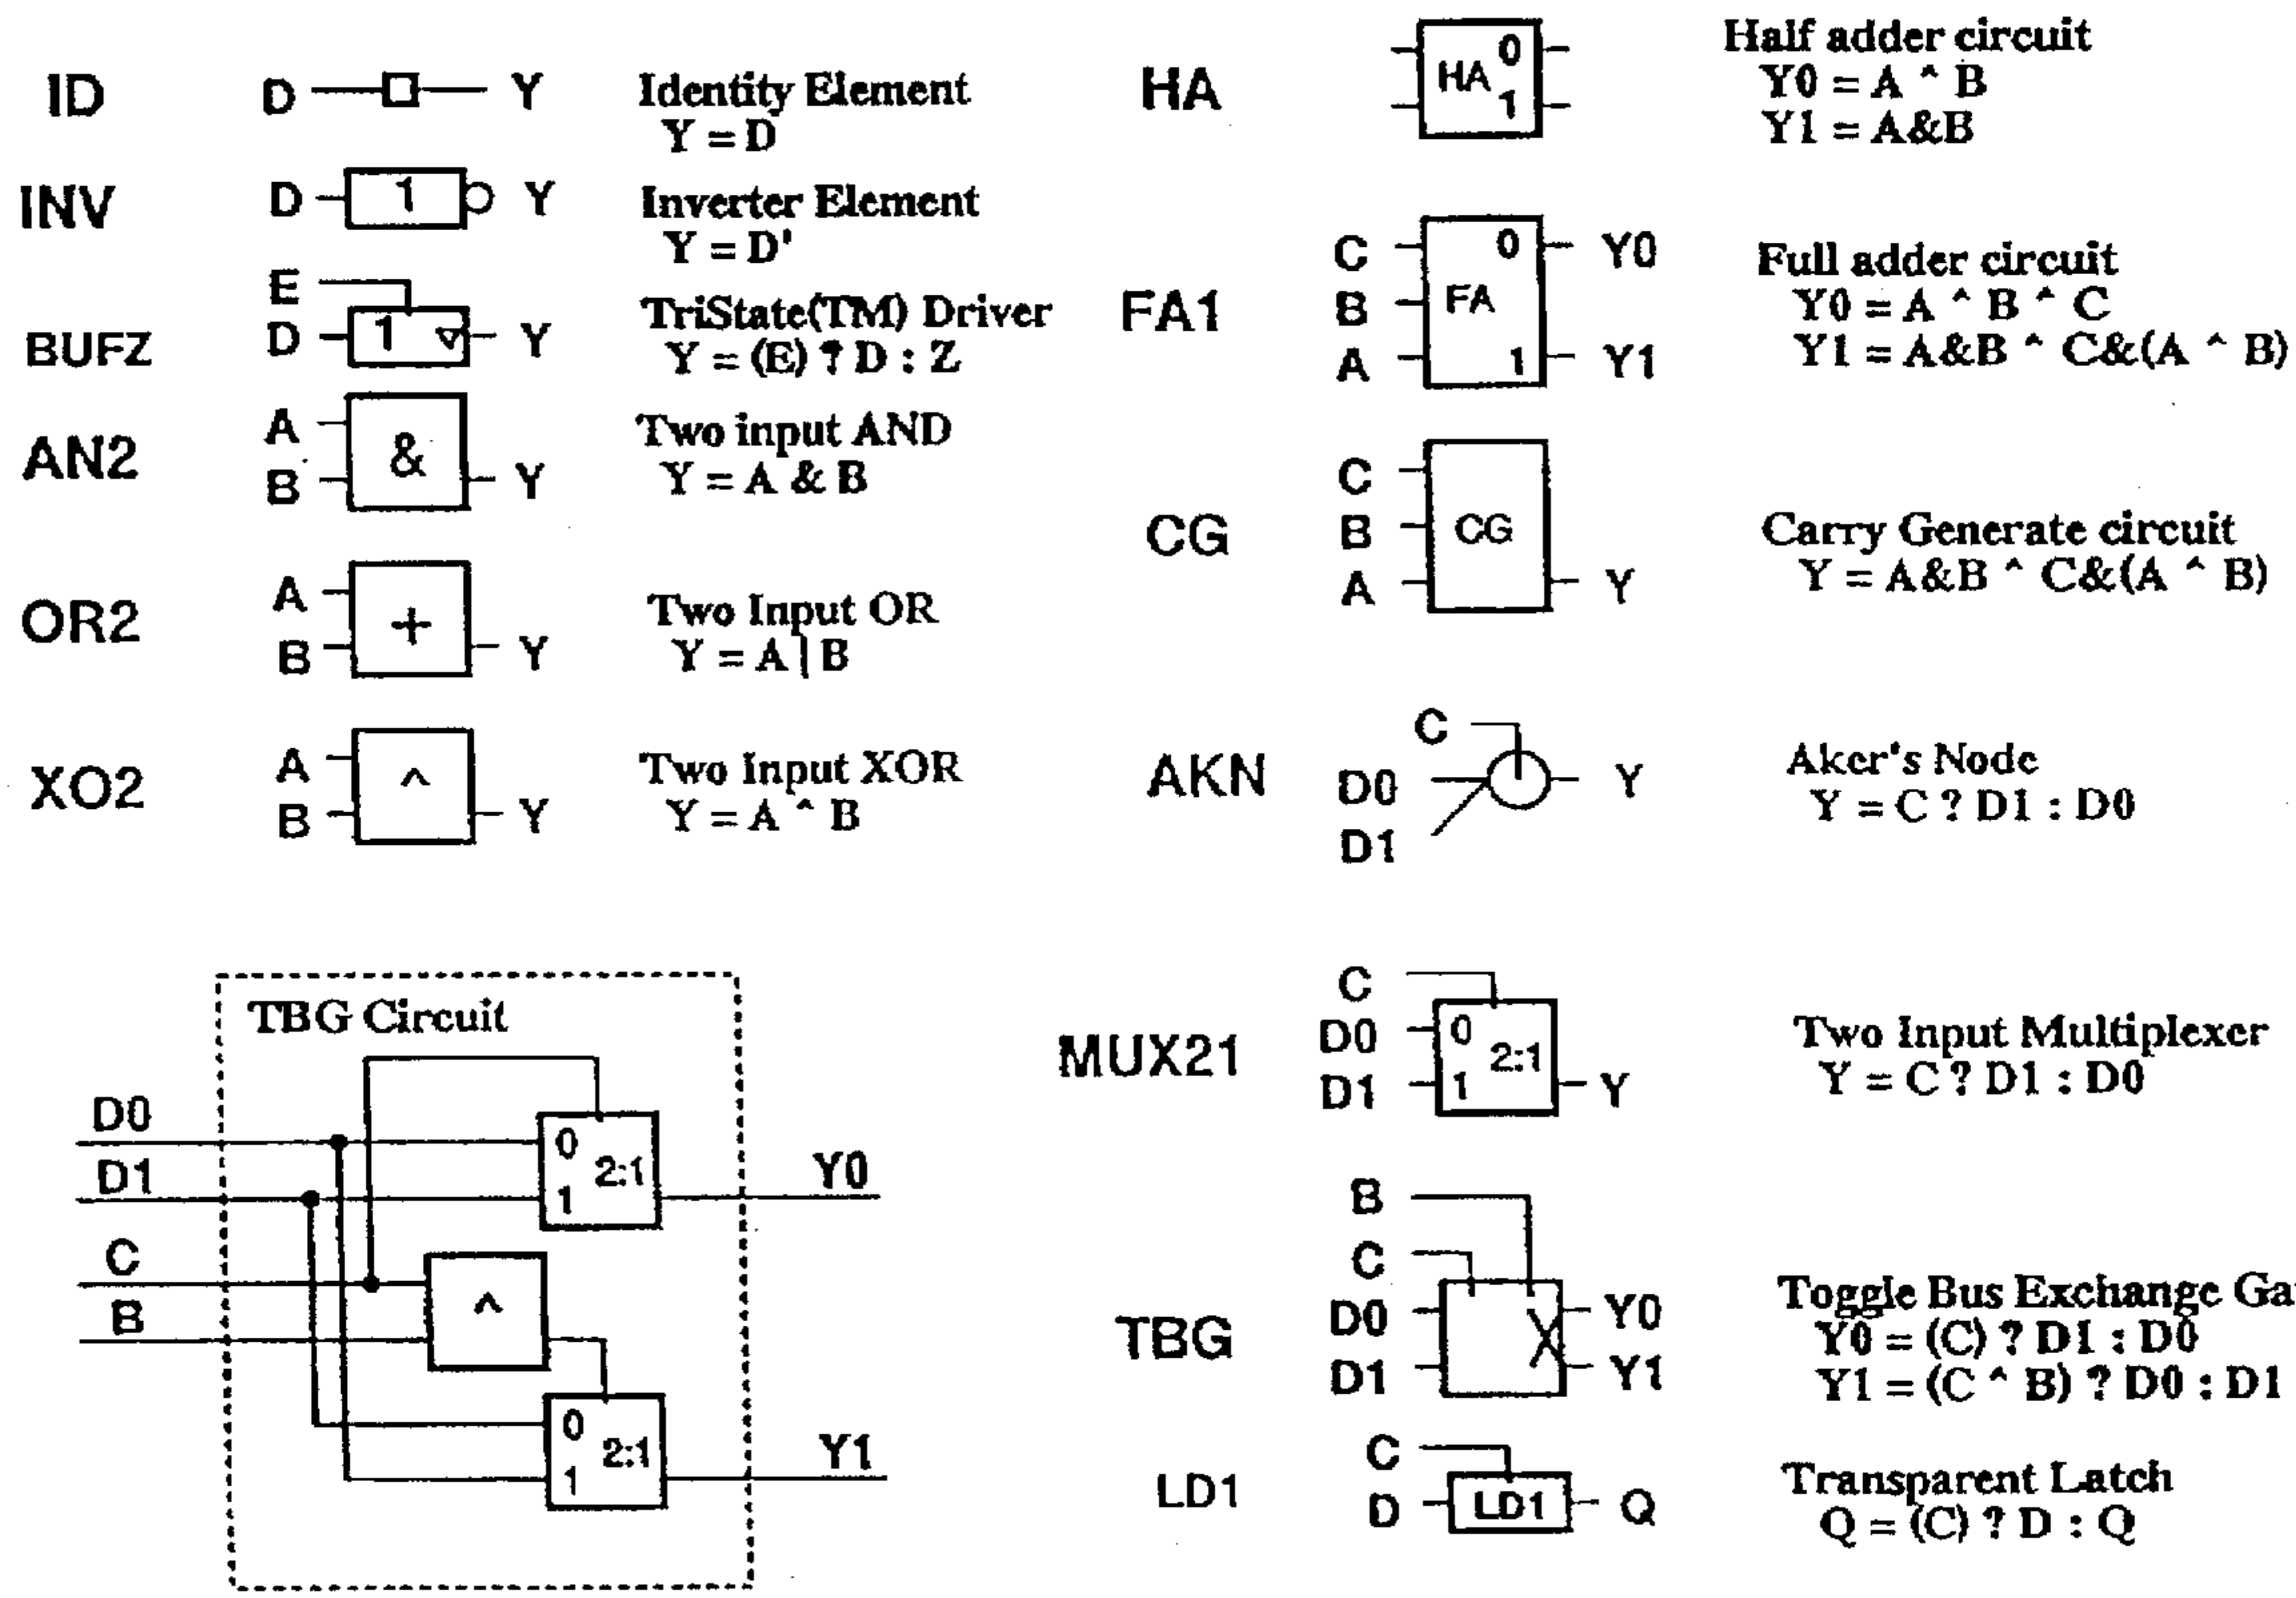 ID
D
Y
Identity Element
Y = D
INV
D
1
Y
Inverter Element
Y = D'
BUFZ
E
D
1
Y
TriState(TM) Driver
Y = (E) ? D : Z
AN2
A
B
&
Y
Two input AND
Y = A & B
OR2
A
B
+
Y
Two Input OR
Y = A | B
XO2
A
B
^
Y
Two Input XOR
Y = A ^ B
TBG Circuit
D0
D1
C
B
0
1
2:1
Y0
^
0
1
2:1
Y1
HA
HA
0
1
Half adder circuit
Y0 = A ^ B
Y1 = A&B
FA1
C
B
A
FA
0
1
Y0
Y1
Full adder circuit
Y0 = A ^ B ^ C
Y1 = A&B ^ C&(A ^ B)
CG
C
B
A
CG
Y
Carry Generate circuit
Y = A&B ^ C&(A ^ B)
AKN
C
D0
D1
Y
Aker's Node
Y = C ? D1 : D0
MUX21
C
D0
D1
0
1
2:1
Y
Two Input Multiplexer
Y = C ? D1 : D0
TBG
B
C
D0
D1
Y0
Y1
Toggle Bus Exchange Ga
Y0 = (C) ? D1 : D0
Y1 = (C ^ B) ? D0 : D1
LD1
C
D
LD1
Q
Transparent Latch
Q = (C) ? D : Q